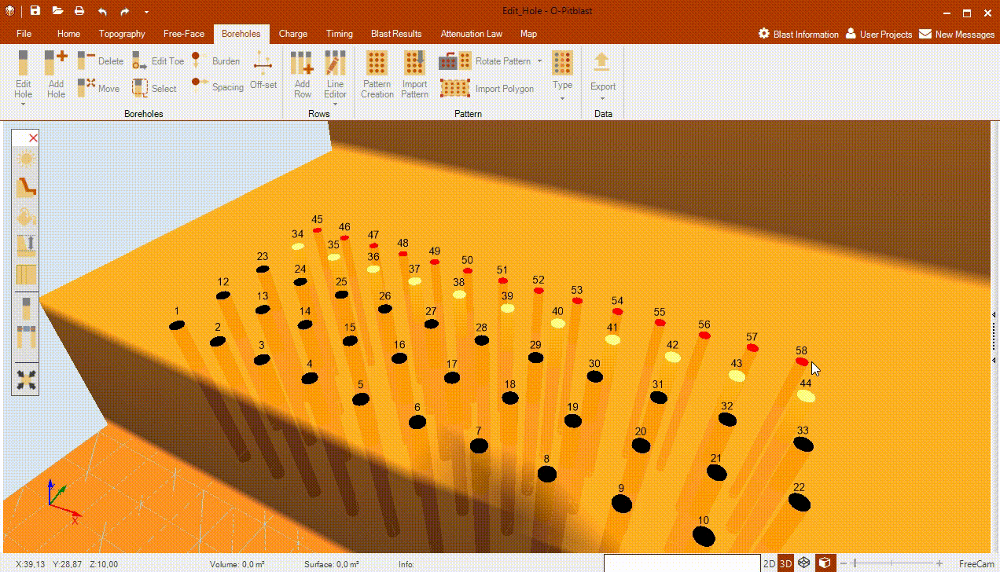 Edit_Hole - O-Pitblast
File Home Topography Free-Face Boreholes Charge Timing Blast Results Attenuation Law Map Blast Information User Projects New Messages
Edit Hole
Add Hole
Delete
Move
Edit Toe
Select
Burden
Spacing
Off-set
Add Row
Line Editor
Pattern Creation
Import Pattern
Rotate Pattern
Import Polygon
Type
Export
Boreholes Rows Pattern Data
45
46
34
47
35
48
23
36
49
50
24
37
51
12
25
38
52
53
13
26
39
54
1
14
27
40
55
2
15
28
41
56
3
16
29
42
57
58
4
17
30
43
5
18
31
44
6
19
32
7
20
33
8
21
9
22
10
X
X:39,13 Y:28,87 Z:10,00 Volume: 0,0 m³ Surface: 0,0 m² Info: 2D 3D FreeCam